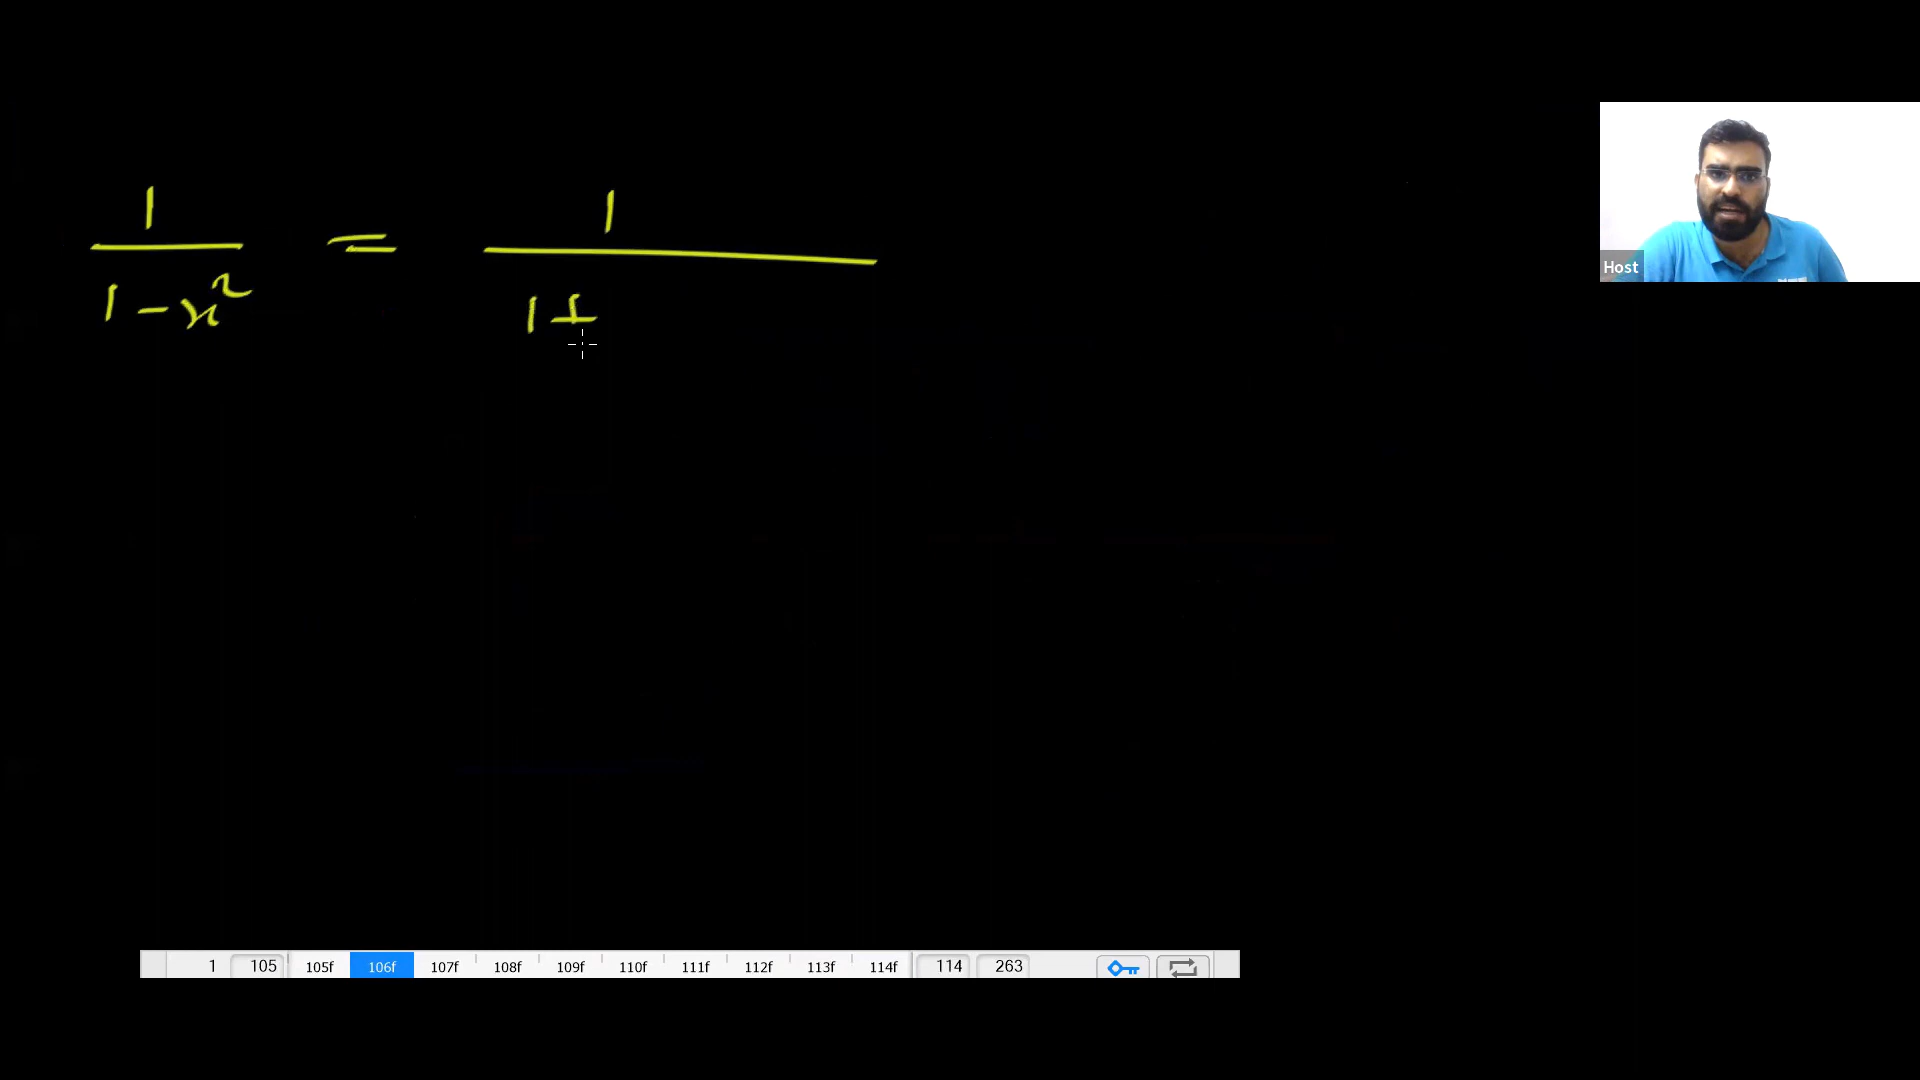 1 / (1 - x²) = 1 / (1 +
Host
1 105 105f 106f 107f 108f 109f 110f 111f 112f 113f 114f 114 263